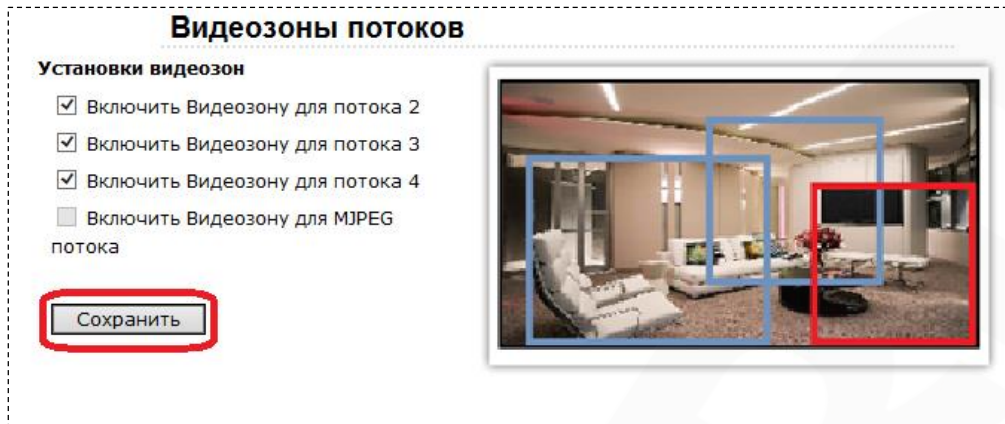 Видеозоны потоков
Установки видеозон
Включить Видеозону для потока 2
Включить Видеозону для потока 3
Включить Видеозону для потока 4
Включить Видеозону для MJPEG
потока
Сохранить